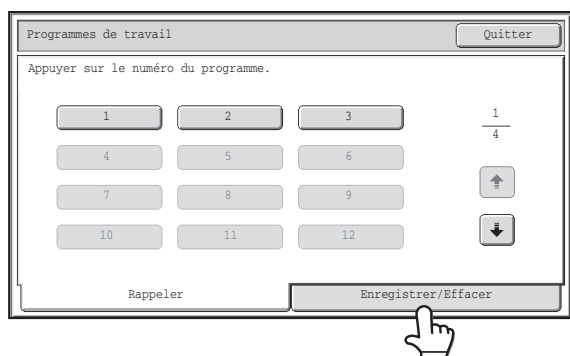 Programmes de travail
Quitter
Appuyer sur le numéro du programme.
1 2 3
1
4
4 5 6
7 8 9
10 11 12
Rappeler Enregistrer/Effacer